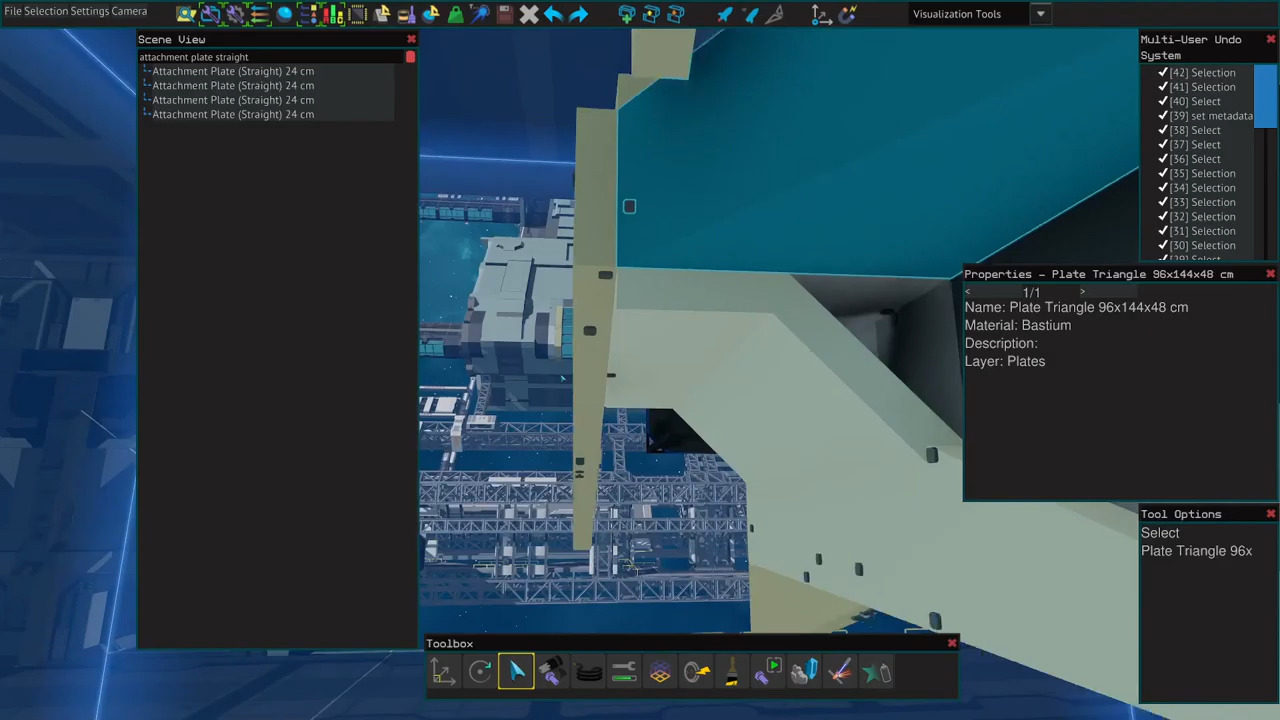 File Selection Settings Camera
Visualization Tools
Scene View
attachment plate straight
Attachment Plate (Straight) 24 cm
Attachment Plate (Straight) 24 cm
Attachment Plate (Straight) 24 cm
Attachment Plate (Straight) 24 cm
Multi-User Undo
System
[42] Selection
[41] Selection
[40] Select
[39] set metadata
[38] Select
[37] Select
[36] Select
[35] Selection
[34] Selection
[33] Selection
[32] Selection
[31] Selection
[30] Selection
[29] Selection
Properties - Plate Triangle 96x144x48 cm
< 1/1 >
Name: Plate Triangle 96x144x48 cm
Material: Bastium
Description:
Layer: Plates
Tool Options
Select
Plate Triangle 96x
Toolbox